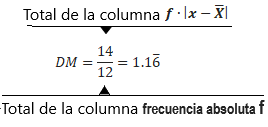 Total de la columna f·|x − X̅|
DM = 14/12 = 1.16̅
Total de la columna frecuencia absoluta f